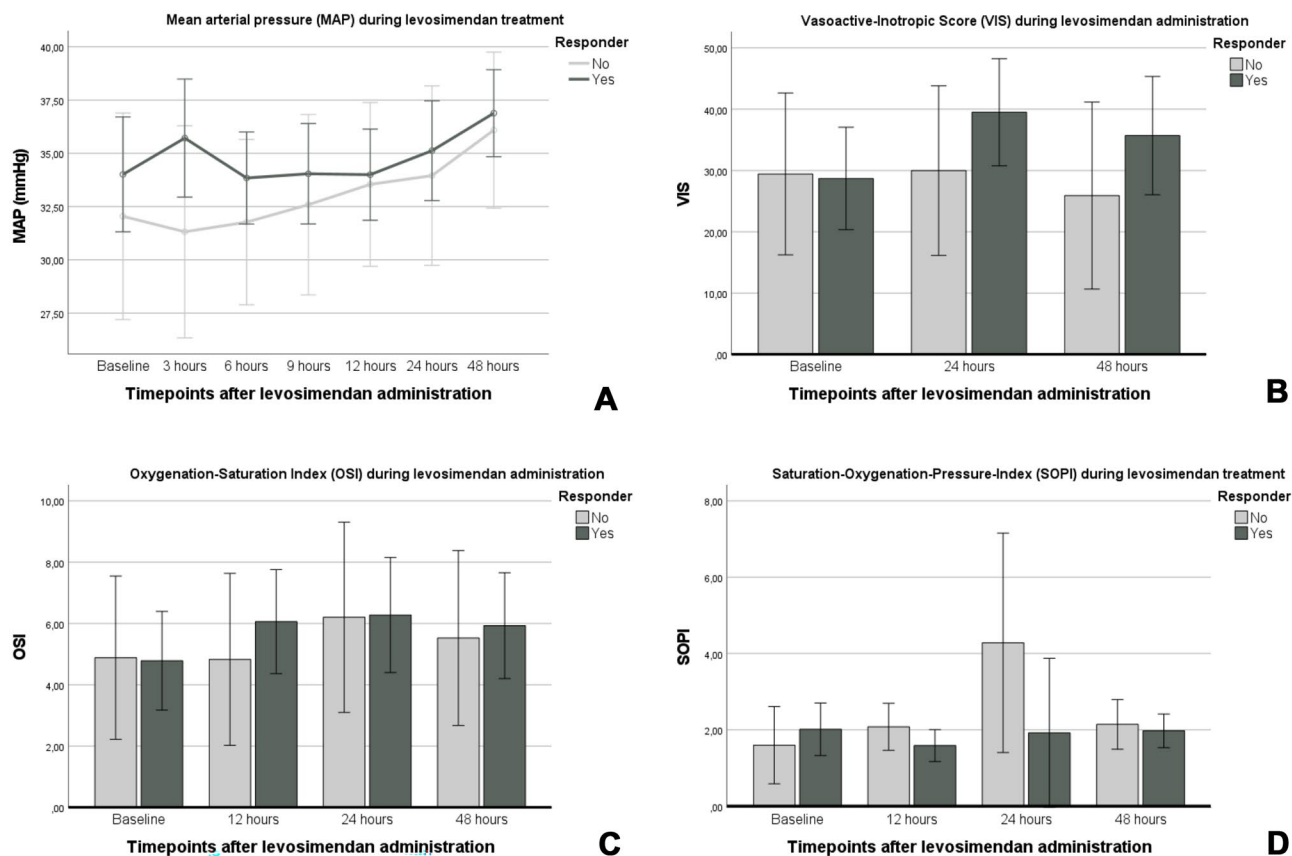 Mean arterial pressure (MAP) during levosimendan treatment
Responder
No
Yes
40,00
37,50
35,00
32,50
30,00
27,50
MAP (mmHg)
Baseline 3 hours 6 hours 9 hours 12 hours 24 hours 48 hours
Timepoints after levosimendan administration
A
Vasoactive-Inotropic Score (VIS) during levosimendan administration
Responder
No
Yes
50,00
40,00
30,00
20,00
10,00
,00
VIS
Baseline 24 hours 48 hours
Timepoints after levosimendan administration
B
Oxygenation-Saturation Index (OSI) during levosimendan administration
Responder
No
Yes
10,00
8,00
6,00
4,00
2,00
,00
OSI
Baseline 12 hours 24 hours 48 hours
Timepoints after levosimendan administration
C
Saturation-Oxygenation-Pressure-Index (SOPI) during levosimendan treatment
Responder
No
Yes
8,00
6,00
4,00
2,00
,00
SOPI
Baseline 12 hours 24 hours 48 hours
Timepoints after levosimendan administration
D